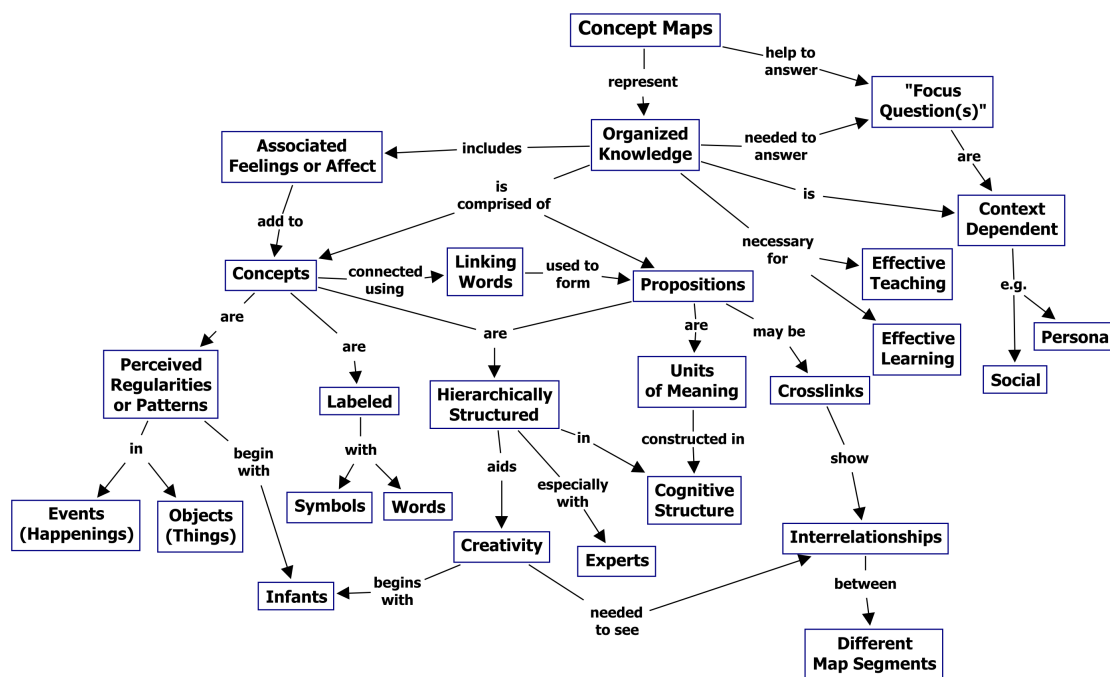 Concept Maps
help to
answer
represent
"Focus
Question(s)"
Organized
Knowledge
needed to
answer
Associated
Feelings or Affect
includes
are
is
comprised of
is
Context
Dependent
add to
necessary
for
Concepts
connected
using
Linking
Words
used to
form
Propositions
Effective
Teaching
e.g.
are
are
are
are
may be
Effective
Learning
Persona
Perceived
Regularities
or Patterns
Labeled
Hierarchically
Structured
Units
of Meaning
Crosslinks
Social
in
begin
with
with
aids
in
constructed in
show
especially
with
Events
(Happenings)
Objects
(Things)
Symbols
Words
Cognitive
Structure
Creativity
Experts
Interrelationships
Infants
begins
with
needed
to see
between
Different
Map Segments